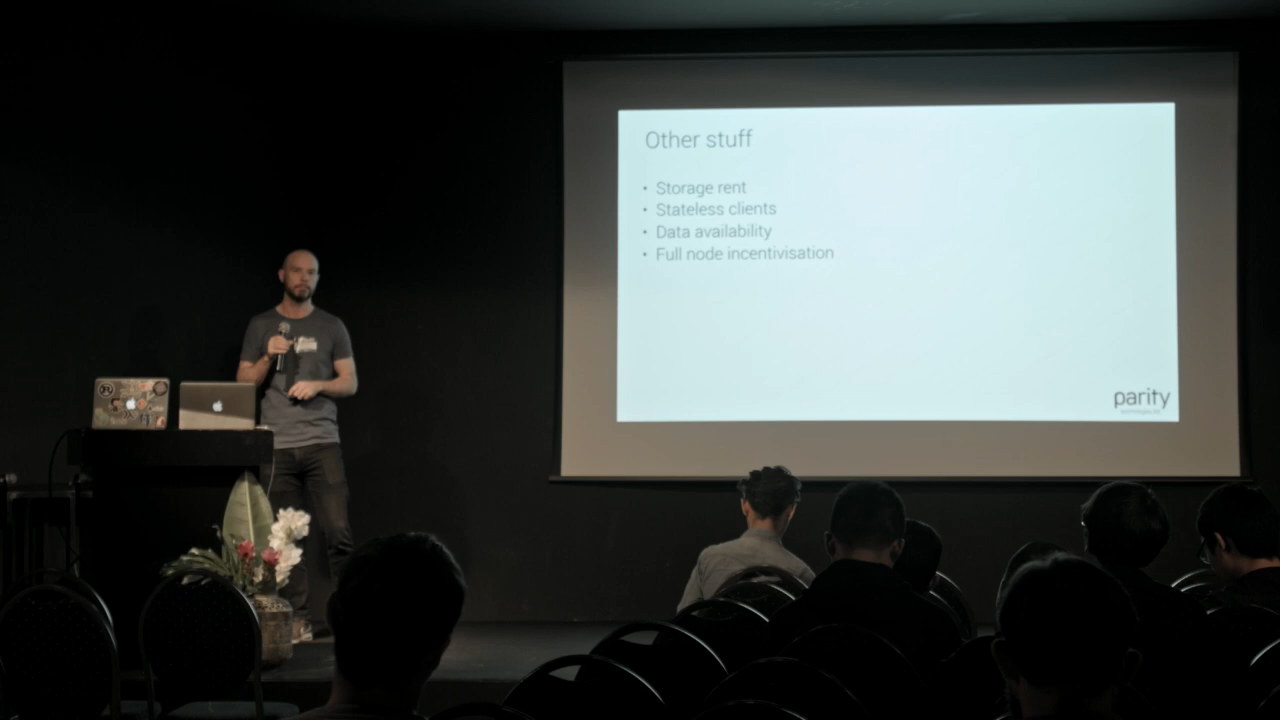 Other stuff
• Storage rent
• Stateless clients
• Data availability
• Full node incentivisation
parity